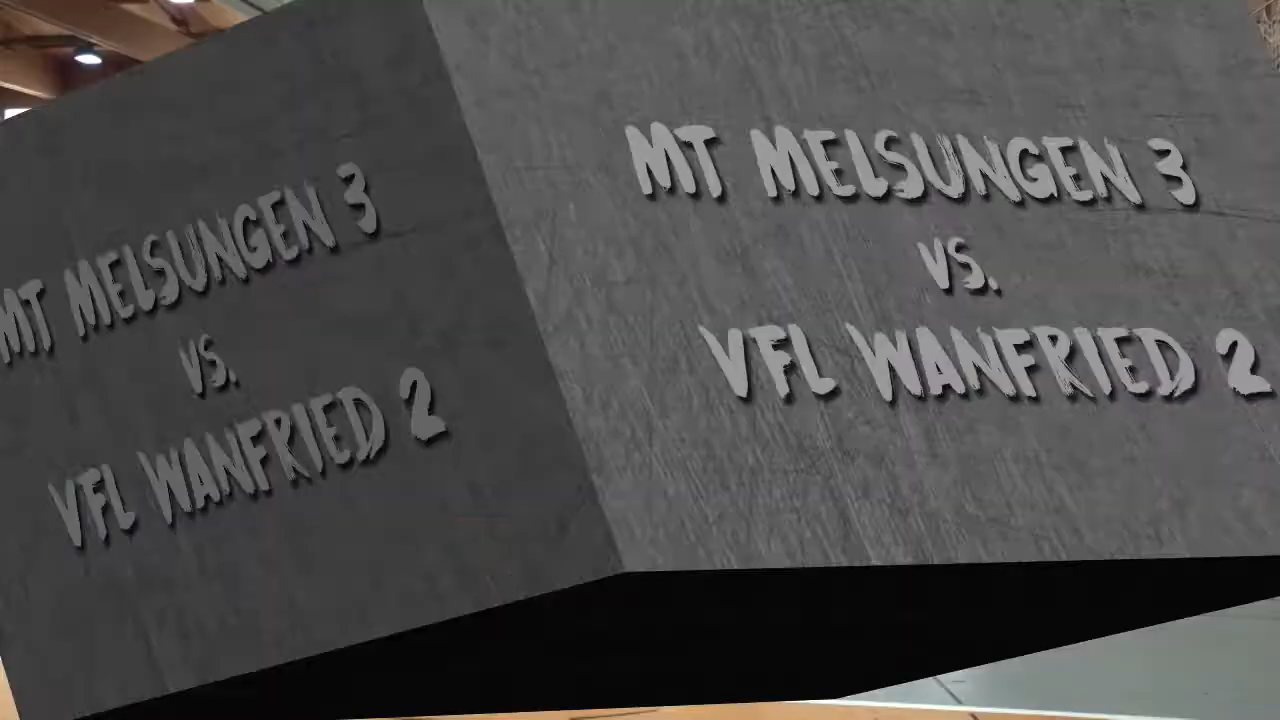 MT MELSUNGEN 3
VS.
VFL WANFRIED 2
MT MELSUNGEN 3
VS.
VFL WANFRIED 2